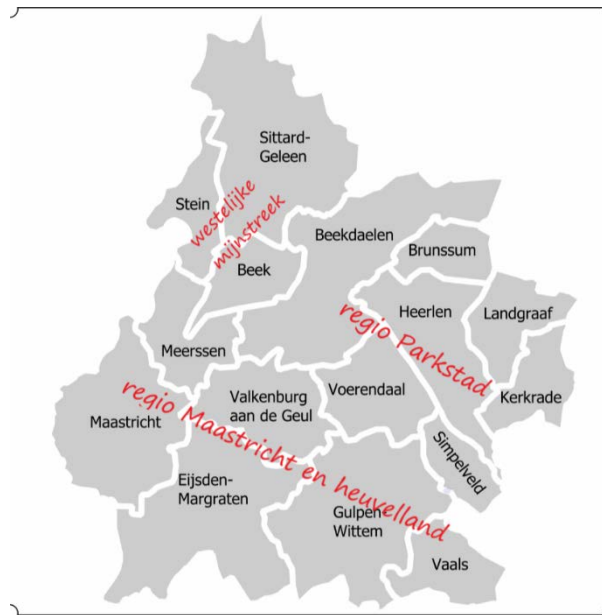 Sittard-
Geleen
Stein
westelijke
mijnstreek
Beekdaelen
Brunssum
Beek
Heerlen
Landgraaf
regio Parkstad
Meerssen
Valkenburg
aan de Geul
Voerendaal
Kerkrade
Maastricht
regio Maastricht en heuvelland
Simpelveld
Eijsden-
Margraten
Gulpen-
Wittem
Vaals